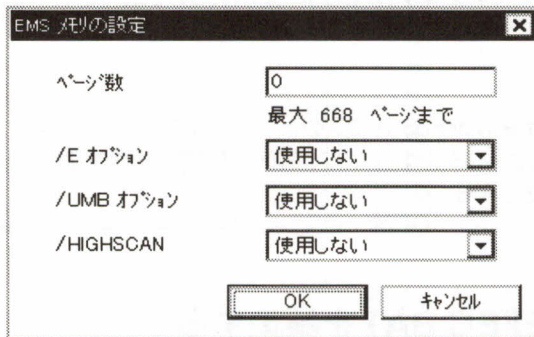 EMS ﾒﾓﾘの設定
ﾍﾟｰｼﾞ数 0
最大 668 ﾍﾟｰｼﾞまで
/E ｵﾌﾟｼｮﾝ 使用しない
/UMB ｵﾌﾟｼｮﾝ 使用しない
/HIGHSCAN 使用しない
OK ｷｬﾝｾﾙ